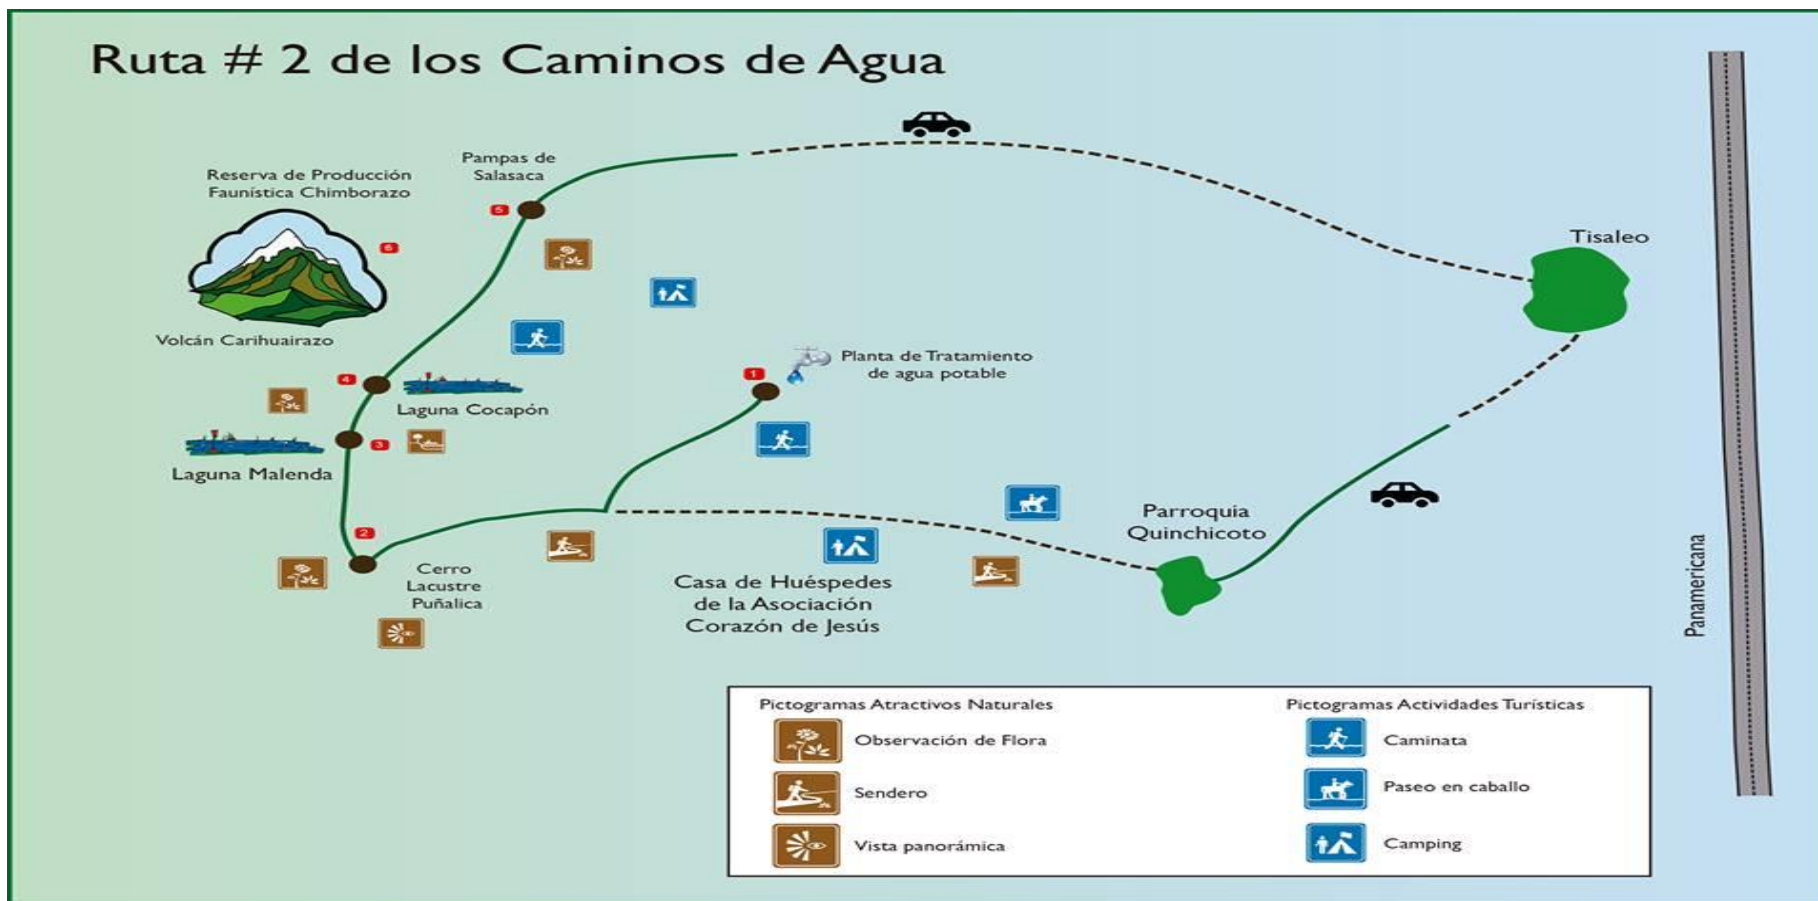 Ruta # 2 de los Caminos de Agua
Pampas de
Salasaca
Reserva de Producción
Faunística Chimborazo
5
6
Tisaleo
Volcán Carihuairazo
Planta de Tratamiento
de agua potable
1
4
Laguna Cocapón
3
Laguna Malenda
2
Parroquia
Quinchicoto
Cerro
Lacustre
Puñalica
Casa de Huéspedes
de la Asociación
Corazón de Jesús
Panamericana
Pictogramas Atractivos Naturales
Observación de Flora
Sendero
Vista panorámica
Pictogramas Actividades Turísticas
Caminata
Paseo en caballo
Camping